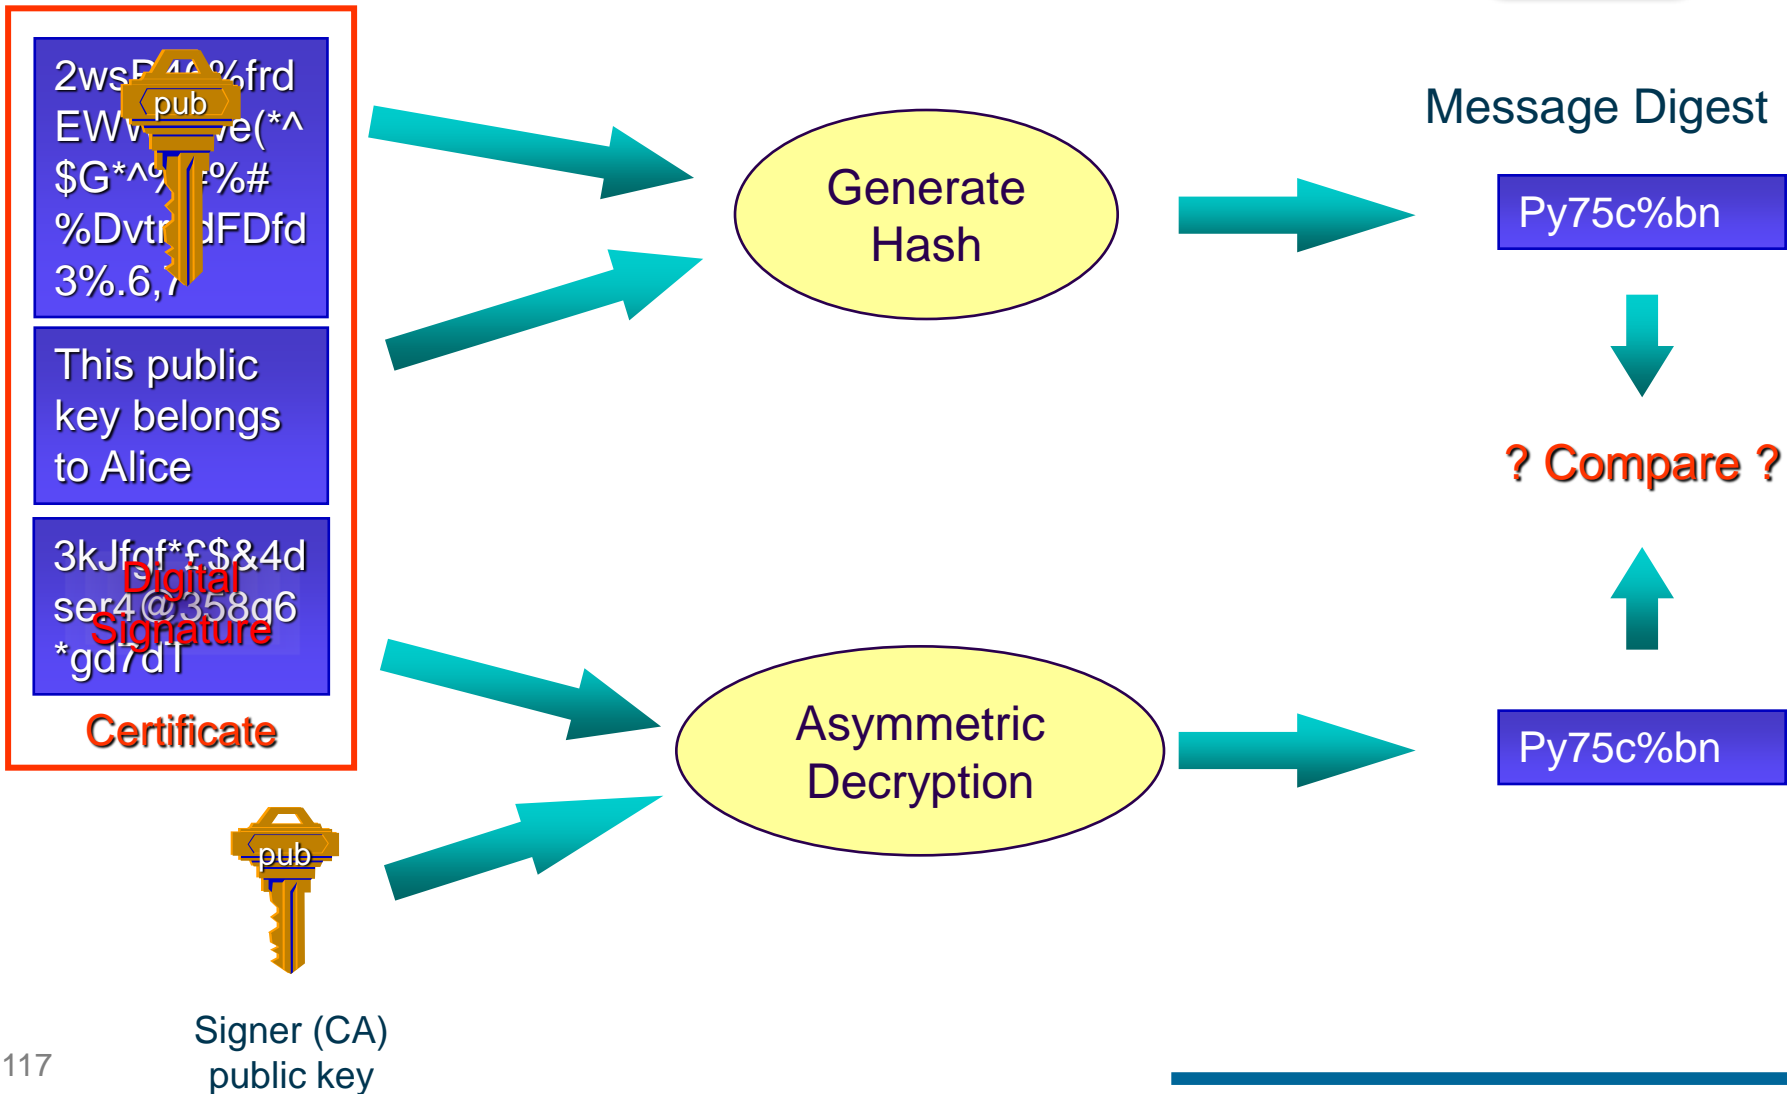 pub
%frd
EW
e(*^
$G*^%
%#
%Dvt
dFDfd
3%.6,7
This public
key belongs
to Alice
3kJfgf*£$&4d
Digital
ser4@358g6
Signature
*gd7dT
Certificate
pub
Signer (CA)
public key
Generate
Hash
Asymmetric
Decryption
Message Digest
Py75c%bn
? Compare ?
Py75c%bn
117